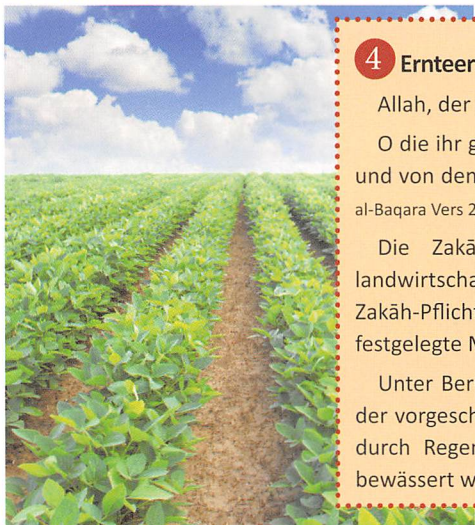 4 Ernteer
Allah, der
O die ihr g
und von den
al-Baqara Vers 2
Die Zakā
landwirtscha
Zakāh-Pflicht
festgelegte M
Unter Ber
der vorgesch
durch Regen
bewässert w